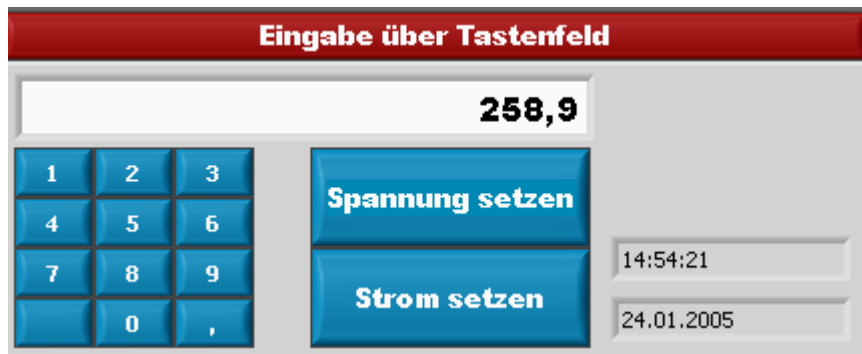 Eingabe über Tastenfeld
258,9
1 2 3
4 5 6
7 8 9
0 ,
Spannung setzen
Strom setzen
14:54:21
24.01.2005